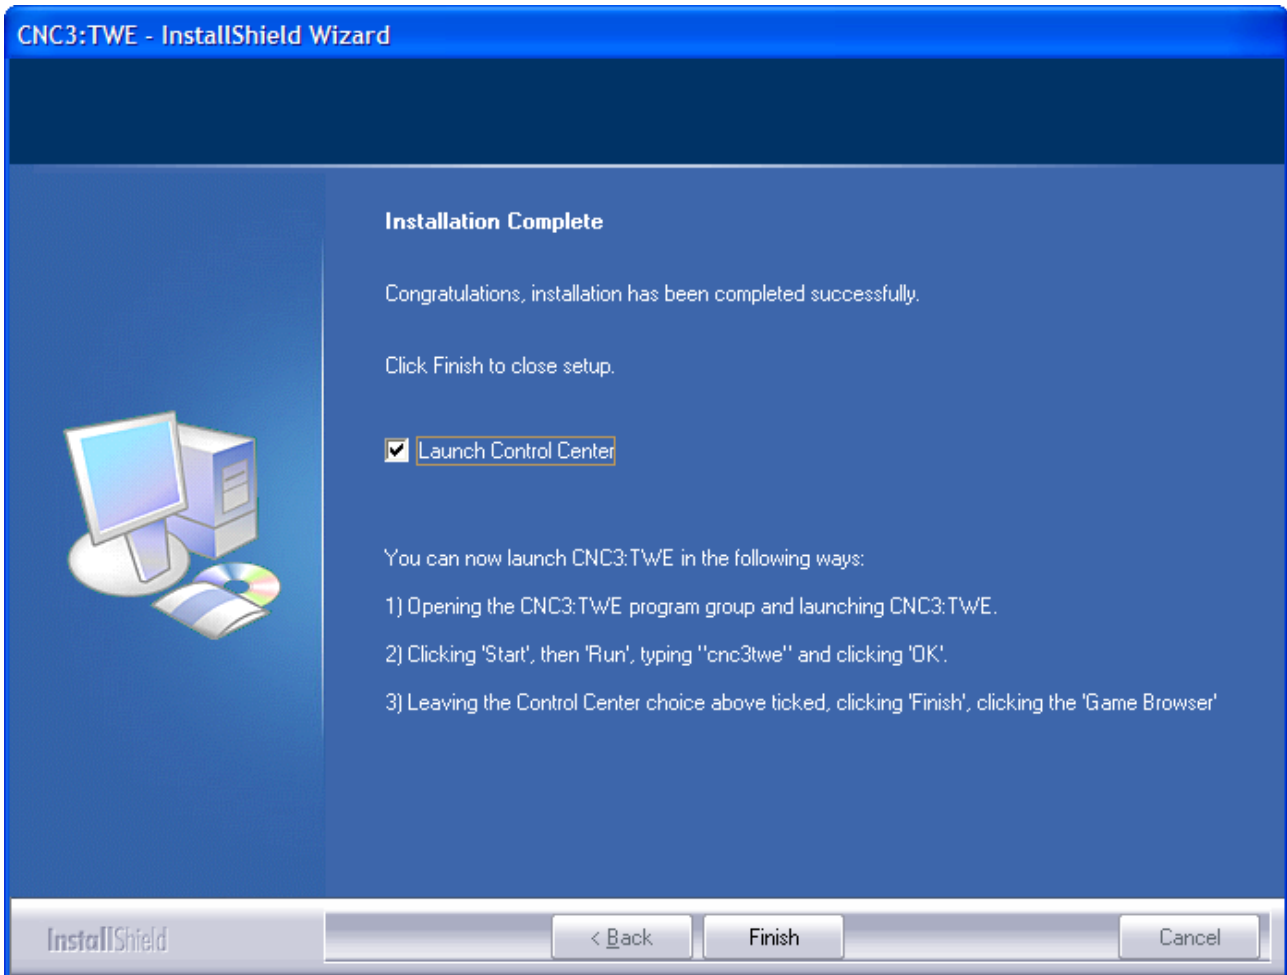 CNC3:TWE - InstallShield Wizard
Installation Complete
Congratulations, installation has been completed successfully.
Click Finish to close setup.
Launch Control Center
You can now launch CNC3:TWE in the following ways:
1) Opening the CNC3:TWE program group and launching CNC3:TWE.
2) Clicking 'Start', then 'Run', typing "cnc3twe" and clicking 'OK'.
3) Leaving the Control Center choice above ticked, clicking 'Finish', clicking the 'Game Browser'
InstallShield
< Back
Finish
Cancel